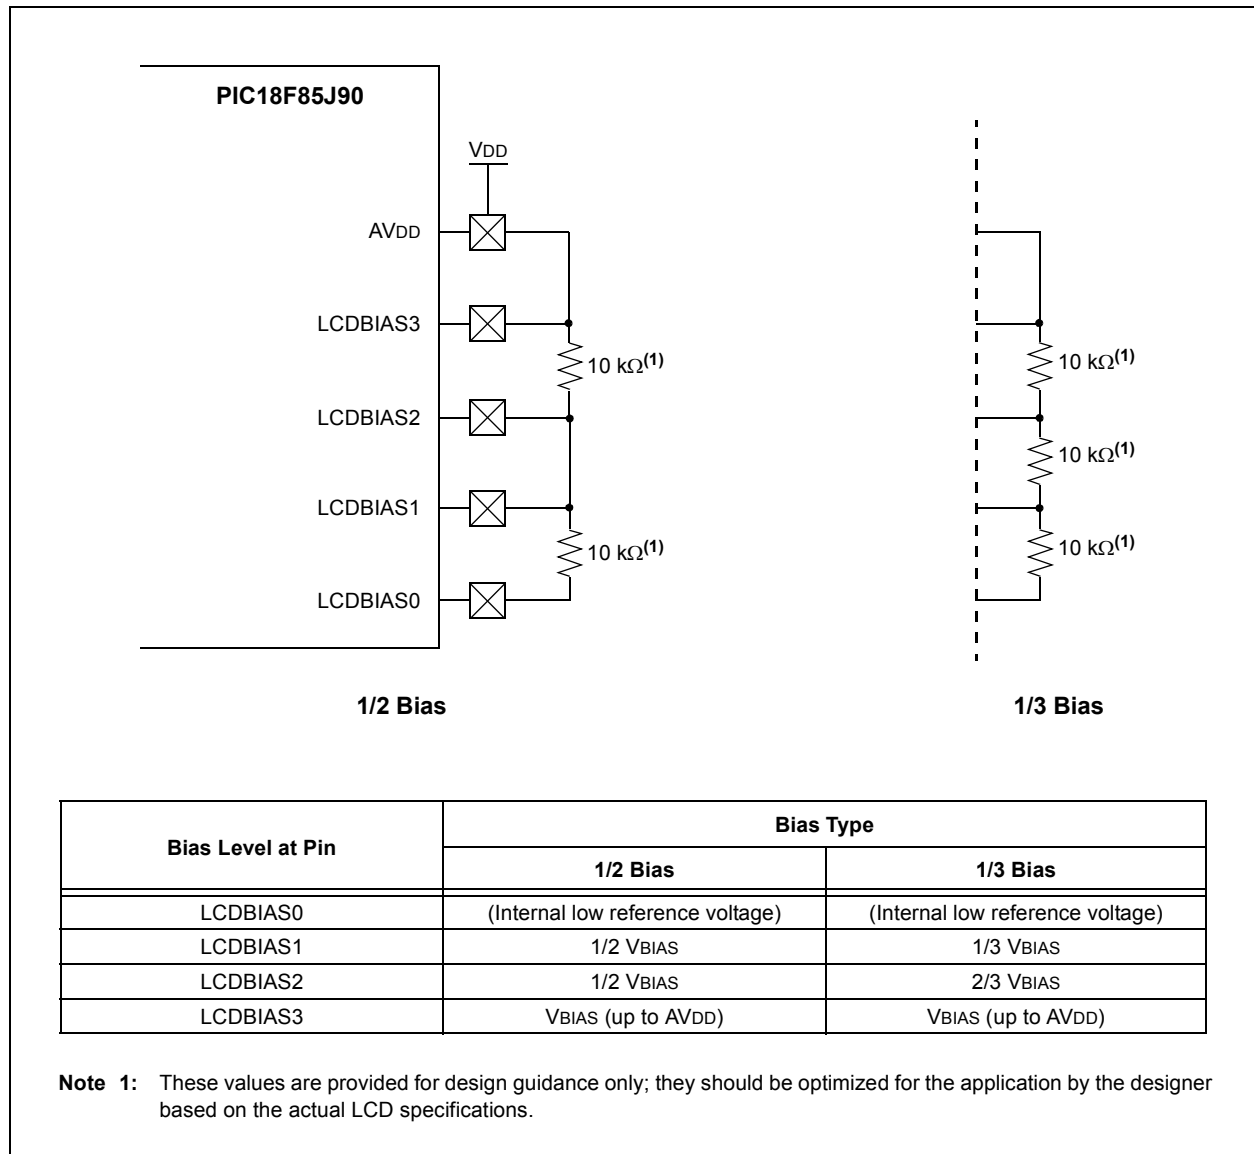 PIC18F85J90
VDD
AVDD
LCDBIAS3
10 kΩ(1)
LCDBIAS2
LCDBIAS1
10 kΩ(1)
LCDBIAS0
1/2 Bias
10 kΩ(1)
10 kΩ(1)
10 kΩ(1)
1/3 Bias
Bias Level at Pin Bias Type
1/2 Bias 1/3 Bias
LCDBIAS0 (Internal low reference voltage) (Internal low reference voltage)
LCDBIAS1 1/2 VBIAS 1/3 VBIAS
LCDBIAS2 1/2 VBIAS 2/3 VBIAS
LCDBIAS3 VBIAS (up to AVDD) VBIAS (up to AVDD)
Note 1: These values are provided for design guidance only; they should be optimized for the application by the designer
based on the actual LCD specifications.